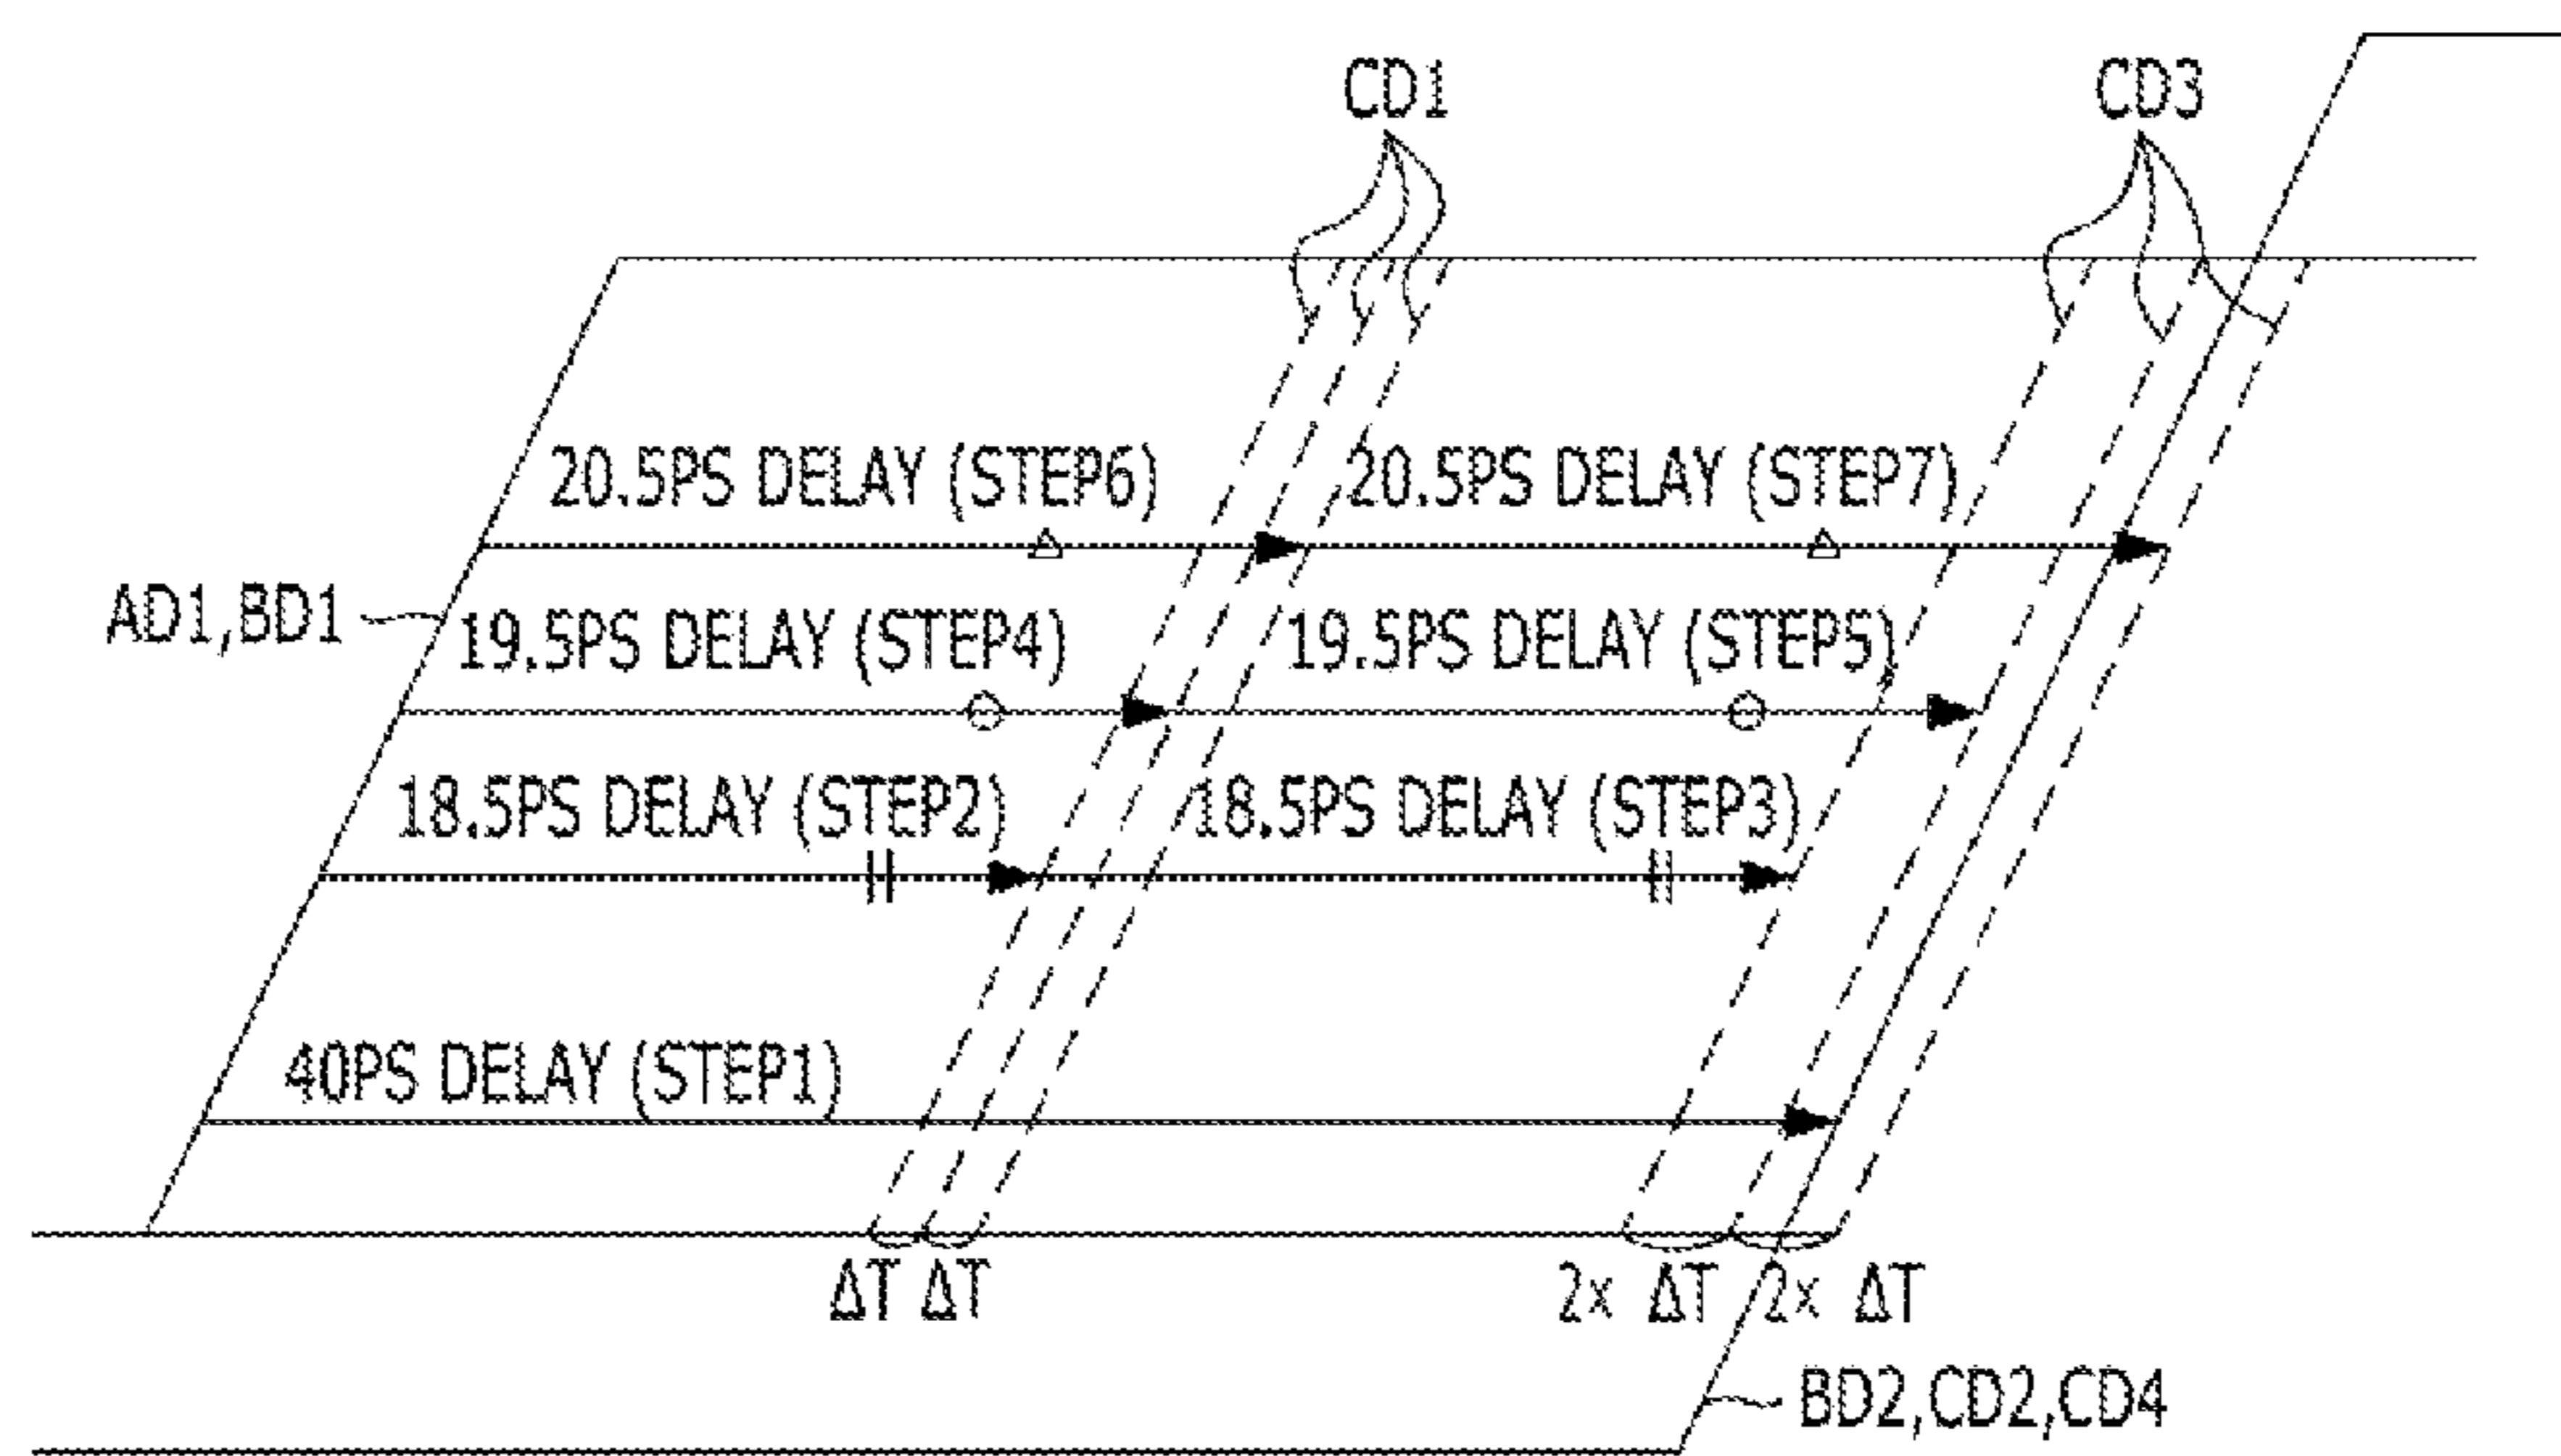 CD1 CD3
20.5PS DELAY (STEP6) 20.5PS DELAY (STEP7)
AD1,BD1
19.5PS DELAY (STEP4) 19.5PS DELAY (STEP5)
18.5PS DELAY (STEP2) 18.5PS DELAY (STEP3)
40PS DELAY (STEP1)
ΔT ΔT 2x ΔT 2x ΔT
BD2,CD2,CD4